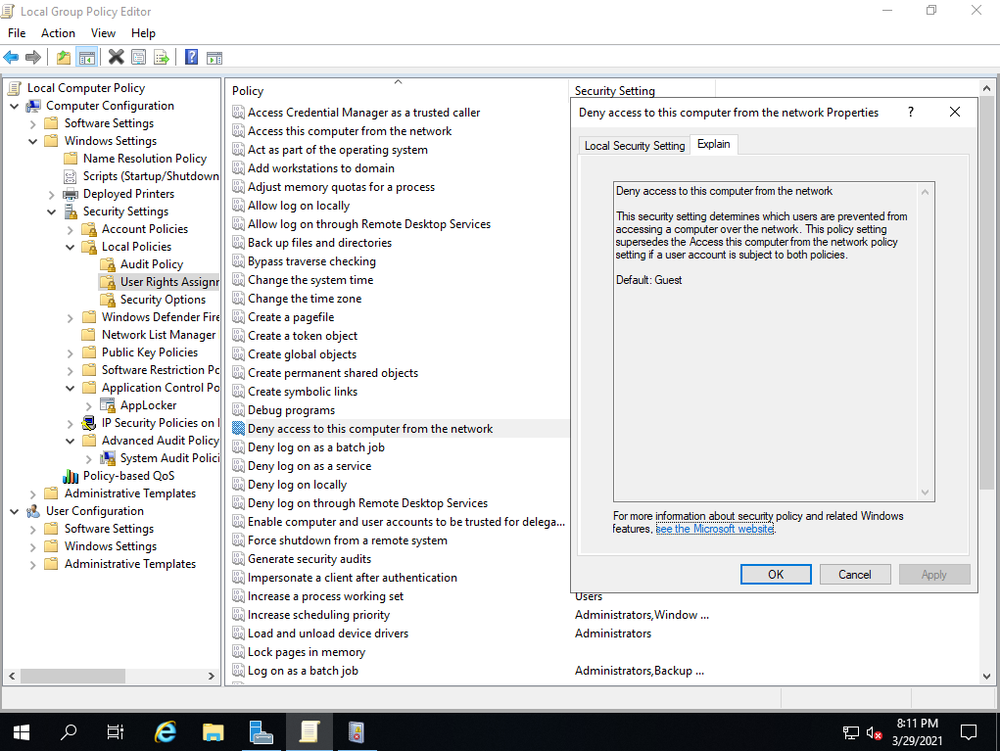 Local Group Policy Editor
File Action View Help
Local Computer Policy
Computer Configuration
Software Settings
Windows Settings
Name Resolution Policy
Scripts (Startup/Shutdown
Deployed Printers
Security Settings
Account Policies
Local Policies
Audit Policy
User Rights Assignr
Security Options
Windows Defender Fire
Network List Manager
Public Key Policies
Software Restriction Po
Application Control Po
AppLocker
IP Security Policies on
Advanced Audit Policy
System Audit Polici
Policy-based QoS
Administrative Templates
User Configuration
Software Settings
Windows Settings
Administrative Templates
Policy
Security Setting
Access Credential Manager as a trusted caller
Access this computer from the network
Act as part of the operating system
Add workstations to domain
Adjust memory quotas for a process
Allow log on locally
Allow log on through Remote Desktop Services
Back up files and directories
Bypass traverse checking
Change the system time
Change the time zone
Create a pagefile
Create a token object
Create global objects
Create permanent shared objects
Create symbolic links
Debug programs
Deny access to this computer from the network
Deny log on as a batch job
Deny log on as a service
Deny log on locally
Deny log on through Remote Desktop Services
Enable computer and user accounts to be trusted for delega...
Force shutdown from a remote system
Generate security audits
Impersonate a client after authentication
Increase a process working set
Users
Increase scheduling priority
Administrators,Window ...
Load and unload device drivers
Administrators
Lock pages in memory
Log on as a batch job
Administrators,Backup ...
Deny access to this computer from the network Properties
?
Local Security Setting
Explain
Deny access to this computer from the network
This security setting determines which users are prevented from
accessing a computer over the network. This policy setting
supersedes the Access this computer from the network policy
setting if a user account is subject to both policies.
Default: Guest
For more information about security policy and related Windows
features, see the Microsoft website.
OK
Cancel
Apply
8:11 PM
3/29/2021